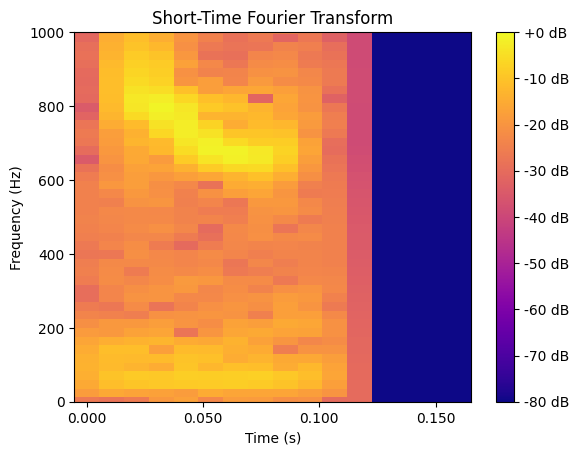 Short-Time Fourier Transform
Frequency (Hz)
1000
800
600
400
200
0
0.000
0.050
0.100
0.150
Time (s)
+0 dB
-10 dB
-20 dB
-30 dB
-40 dB
-50 dB
-60 dB
-70 dB
-80 dB